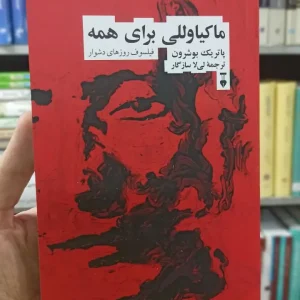 ماکیاوللی برای همه
فیلسوف روزهای دشوار
پاتریک بوشرون
ترجمهٔ لی‌لا سازگار